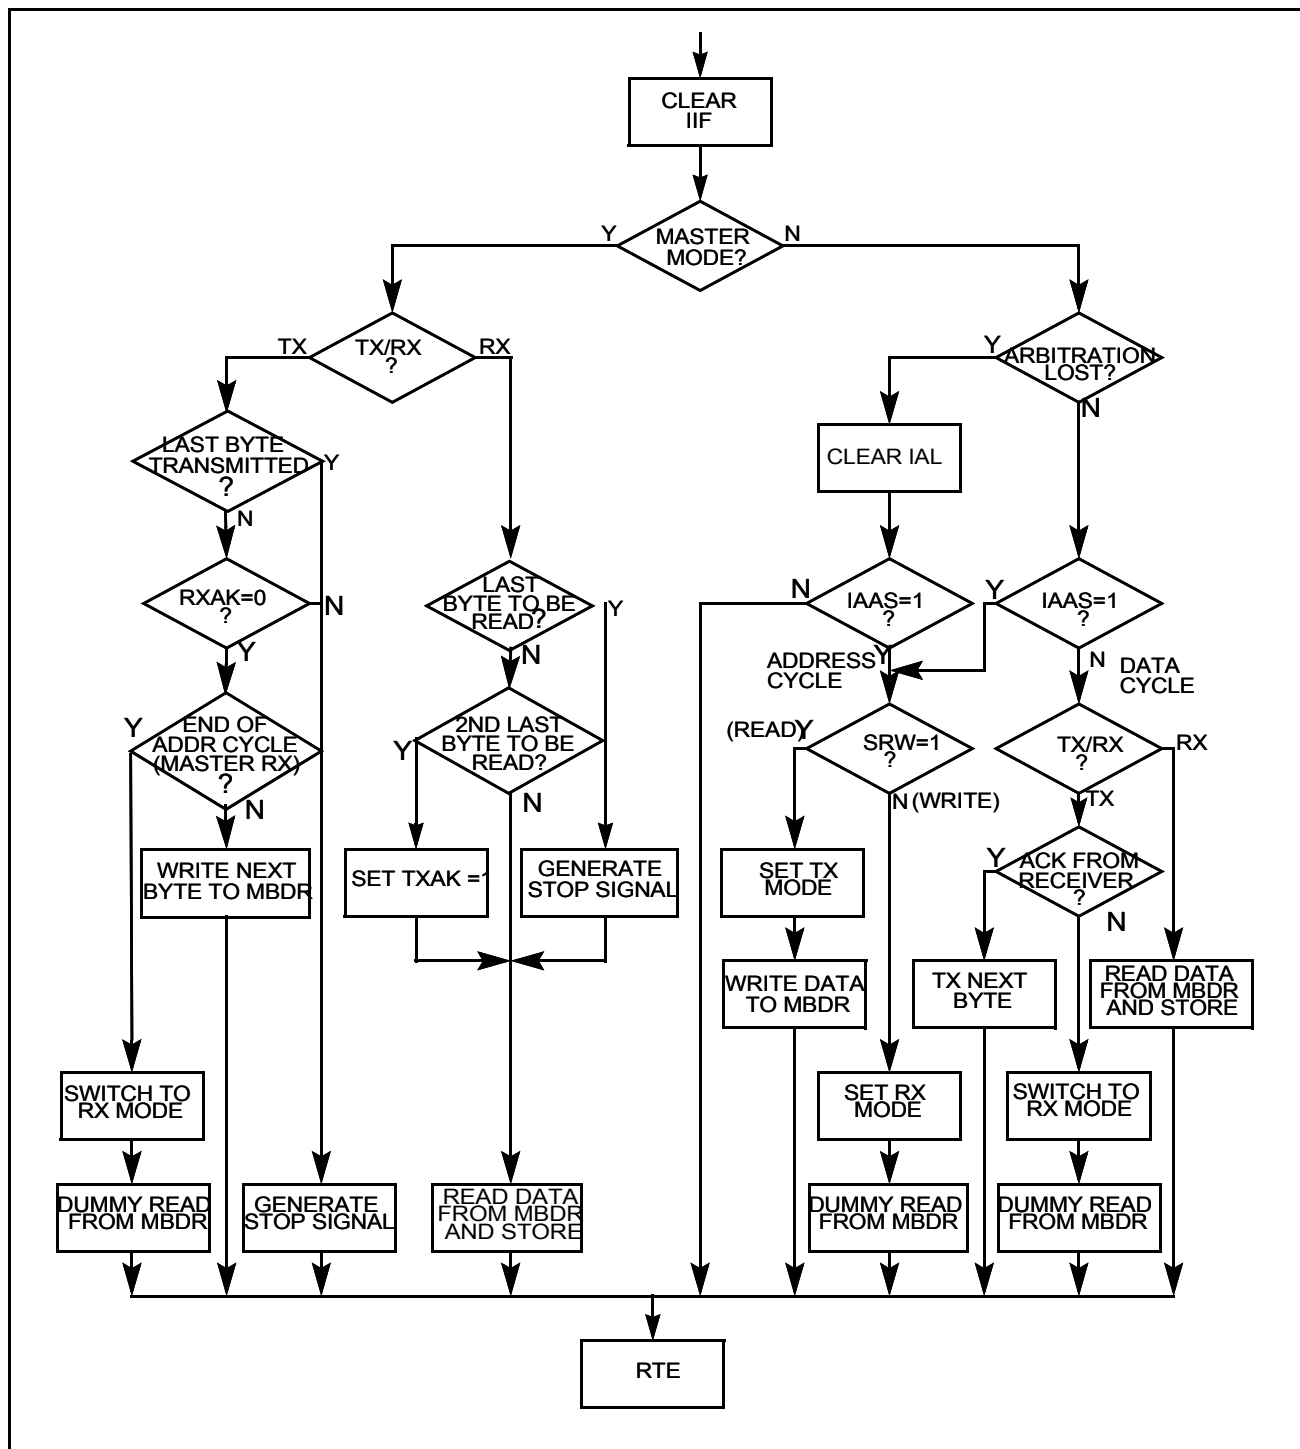 CLEAR
IIF
Y
MASTER
MODE?
N
TX
TX/RX
?
RX
Y
ARBITRATION
LOST?
N
LAST BYTE
TRANSMITTED
?
Y
N
CLEAR IAL
RXAK=0
?
N
Y
LAST
BYTE TO BE
READ?
?
Y
N
N
IAAS=1
?
Y
Y
IAAS=1
?
N
ADDRESS
CYCLE
DATA
CYCLE
Y
END OF
ADDR CYCLE
(MASTER RX)
?
N
Y
2ND LAST
BYTE TO BE
READ?
N
(READ)
Y
SRW=1
?
N
(WRITE)
TX/RX
?
RX
TX
WRITE NEXT
BYTE TO MBDR
SET TXAK =1
GENERATE
STOP SIGNAL
SET TX
MODE
Y
ACK FROM
RECEIVER
?
N
WRITE DATA
TO MBDR
TX NEXT
BYTE
READ DATA
FROM MBDR
AND STORE
SWITCH TO
RX MODE
SET RX
MODE
SWITCH TO
RX MODE
DUMMY READ
FROM MBDR
GENERATE
STOP SIGNAL
READ DATA
FROM MBDR
AND STORE
DUMMY READ
FROM MBDR
DUMMY READ
FROM MBDR
RTE